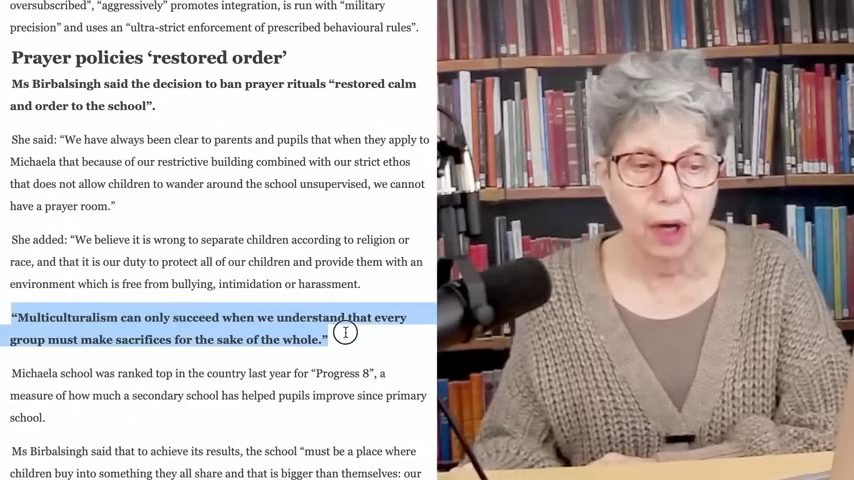 oversubscribed”, “aggressively” promotes integration, is run with “military
precision” and uses an “ultra-strict enforcement of prescribed behavioural rules”.
Prayer policies ‘restored order’
Ms Birbalsingh said the decision to ban prayer rituals “restored calm
and order to the school”.
She said: “We have always been clear to parents and pupils that when they apply to
Michaela that because of our restrictive building combined with our strict ethos
that does not allow children to wander around the school unsupervised, we cannot
have a prayer room.”
She added: “We believe it is wrong to separate children according to religion or
race, and that it is our duty to protect all of our children and provide them with an
environment which is free from bullying, intimidation or harassment.
“Multiculturalism can only succeed when we understand that every
group must make sacrifices for the sake of the whole.”
Michaela school was ranked top in the country last year for “Progress 8”, a
measure of how much a secondary school has helped pupils improve since primary
school.
Ms Birbalsingh said that to achieve its results, the school “must be a place where
children buy into something they all share and that is bigger than themselves: our